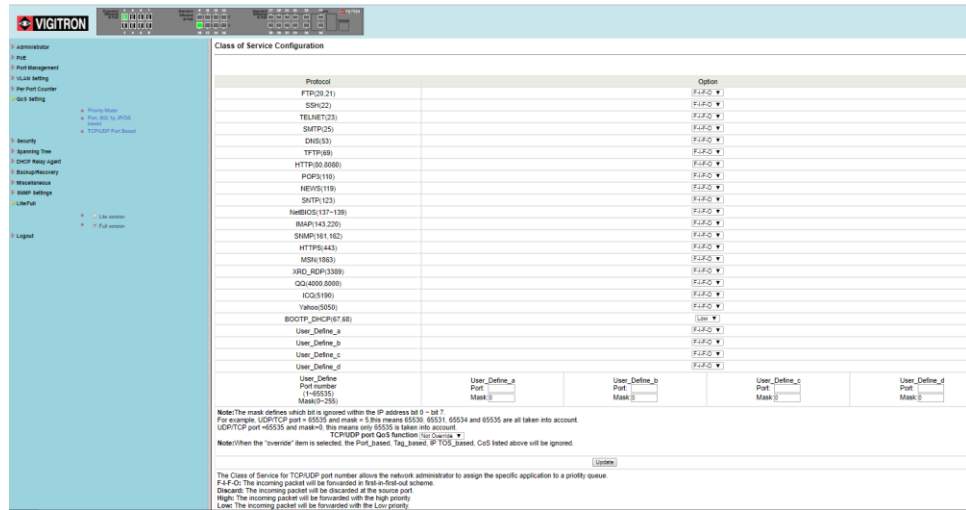 VIGITRON
Administrator
PoE
Port Management
VLAN Setting
Per Port Counter
QoS Setting
Priority Mode
Port, 802.1p, IP/DS based
TCP/UDP Port Based
Security
Spanning Tree
DHCP Relay Agent
Backup/Recovery
Miscellaneous
SNMP Settings
Lite/Full
Lite version
Full version
Logout
Class of Service Configuration
Protocol Option
FTP(20,21) F-I-F-O
SSH(22) F-I-F-O
TELNET(23) F-I-F-O
SMTP(25) F-I-F-O
DNS(53) F-I-F-O
TFTP(69) F-I-F-O
HTTP(80,8080) F-I-F-O
POP3(110) F-I-F-O
NEWS(119) F-I-F-O
SNTP(123) F-I-F-O
NetBIOS(137~139) F-I-F-O
IMAP(143,220) F-I-F-O
SNMP(161,162) F-I-F-O
HTTPS(443) F-I-F-O
MSN(1863) F-I-F-O
XRD_RDP(3389) F-I-F-O
QQ(4000,8000) F-I-F-O
ICQ(5190) F-I-F-O
Yahoo(5050) F-I-F-O
BOOTP_DHCP(67,68) Low
User_Define_a F-I-F-O
User_Define_b F-I-F-O
User_Define_c F-I-F-O
User_Define_d F-I-F-O
User_Define
Port number
(1~65535)
Mask(0~255)
User_Define_a
Port:
Mask:0
User_Define_b
Port:
Mask:0
User_Define_c
Port:
Mask:0
User_Define_d
Port:
Mask:0
Note:The mask defines which bit is ignored within the IP address bit 0 ~ bit 7.
For example, UDP/TCP port = 65535 and mask = 5,this means 65530, 65531, 65534 and 65535 are all taken into account.
UDP/TCP port =65535 and mask=0, this means only 65535 is taken into account.
TCP/UDP port QoS function Not Override
Note:When the "override" item is selected, the Port_based, Tag_based, IP TOS_based, CoS listed above will be ignored.
Update
The Class of Service for TCP/UDP port number allows the network administrator to assign the specific application to a priotity queue.
F-I-F-O: The incoming packet will be forwarded in first-in-first-out scheme.
Discard: The incoming packet will be discarded at the source port.
High: The incoming packet will be forwarded with the high priority.
Low: The incoming packet will be forwarded with the Low priority.